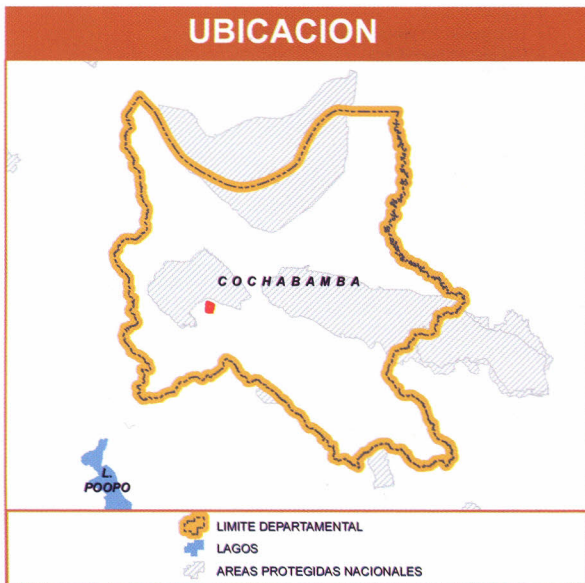 UBICACION
COCHABAMBA
L.
POOPO
LIMITE DEPARTAMENTAL
LAGOS
AREAS PROTEGIDAS NACIONALES